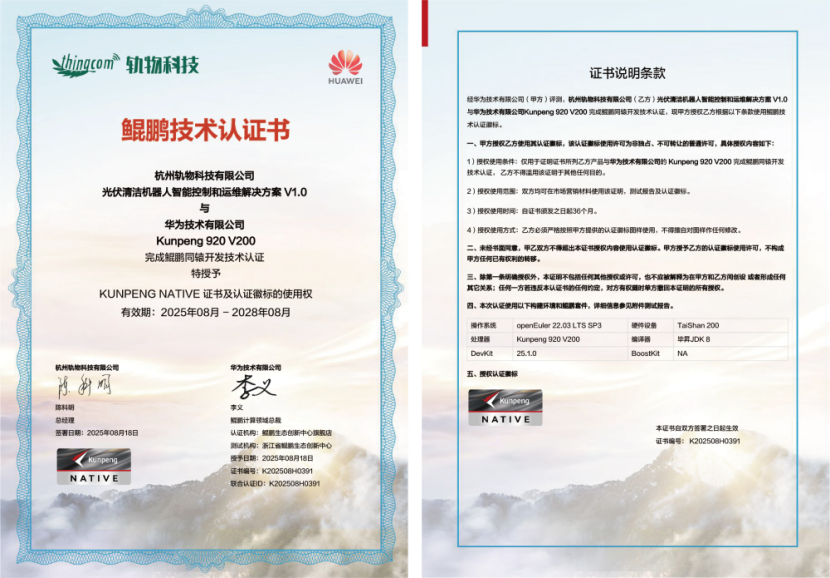 thingcom 轨物科技
HUAWEI
鲲鹏技术认证书
杭州轨物科技有限公司
光伏清洁机器人智能控制和运维解决方案 V1.0
与
华为技术有限公司
Kunpeng 920 V200
完成鲲鹏同辕开发技术认证
特授予
KUNPENG NATIVE 证书及认证徽标的使用权
有效期：2025年08月 – 2028年08月
杭州轨物科技有限公司
陈科明
陈科明
总经理
签署日期：2025年08月18日
Kunpeng
NATIVE
华为技术有限公司
李义
李义
鲲鹏计算领域总裁
认证机构：鲲鹏生态创新中心旗舰店
测试机构：浙江省鲲鹏生态创新中心
授予日期：2025年08月18日
证书编号：K202508H0391
联合认证ID：K202508H0391
证书说明条款
经华为技术有限公司（甲方）评测，杭州轨物科技有限公司（乙方）光伏清洁机器人智能控制和运维解决方案 V1.0
与华为技术有限公司Kunpeng 920 V200 完成鲲鹏同辕开发技术认证，现甲方授权乙方根据以下条款使用鲲鹏技
术认证徽标。
一、甲方授权乙方使用其认证徽标，该认证徽标使用许可为非独占、不可转让的普通许可，具体授权内容如下：
1）授权使用条件：仅用于证明证书所列乙方产品与华为技术有限公司的 Kunpeng 920 V200 完成鲲鹏同辕开发
技术认证，乙方不得滥用该证明于其他任何目的。
2）授权使用范围：双方均可在市场营销材料使用该证明，测试报告及认证徽标。
3）授权使用时间：自证书颁发之日起36个月。
4）授权使用方式：乙方必须严格按照甲方提供的认证徽标图样使用，不得擅自对图样作任何修改。
二、未经书面同意，甲乙双方不得超出本证书授权内容使用认证徽标。甲方授予乙方的认证徽标使用许可，不构成
甲方任何已有权利的转移。
三、除第一条明确授权外，本证明不包括任何其他授权或许可，也不应被解释为在甲方和乙方间创设 或者形成任何
其它关系；任何一方若违反本认证书的任何约定，对方有权随时单方撤回本证明的所有授权。
四、本次认证使用以下构建环境和鲲鹏套件，详细信息参见附件测试报告。
操作系统 openEuler 22.03 LTS SP3 硬件设备 TaiShan 200
处理器 Kunpeng 920 V200 编译器 毕昇JDK 8
DevKit 25.1.0 BoostKit NA
五、授权认证徽标
Kunpeng
NATIVE
本证书自双方签署之日起生效
证书编号： K202508H0391